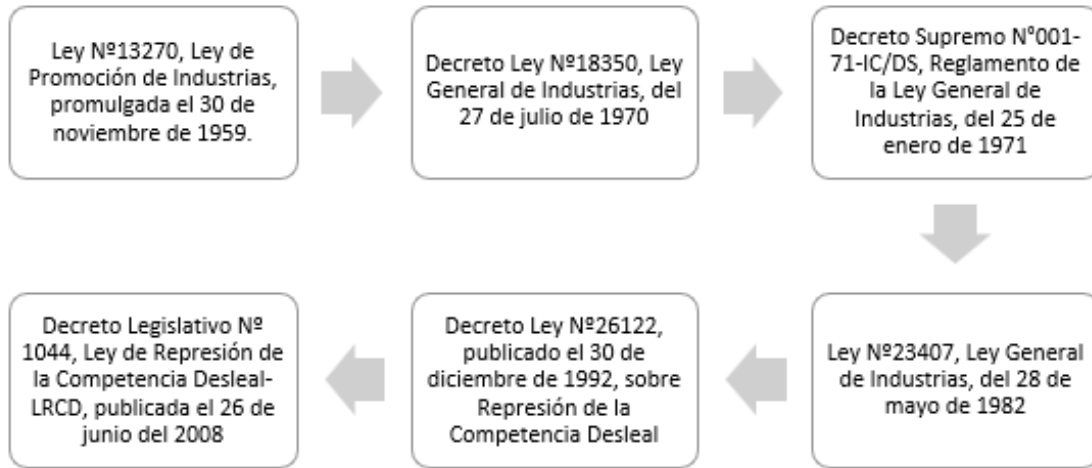 Ley Nº13270, Ley de
Promoción de Industrias,
promulgada el 30 de
noviembre de 1959.
Decreto Ley Nº18350, Ley
General de Industrias, del
27 de julio de 1970
Decreto Supremo N°001-
71-IC/DS, Reglamento de
la Ley General de
Industrias, del 25 de
enero de 1971
Ley Nº23407, Ley General
de Industrias, del 28 de
mayo de 1982
Decreto Ley Nº26122,
publicado el 30 de
diciembre de 1992, sobre
Represión de la
Competencia Desleal
Decreto Legislativo Nº
1044, Ley de Represión de
la Competencia Desleal-
LRCD, publicada el 26 de
junio del 2008